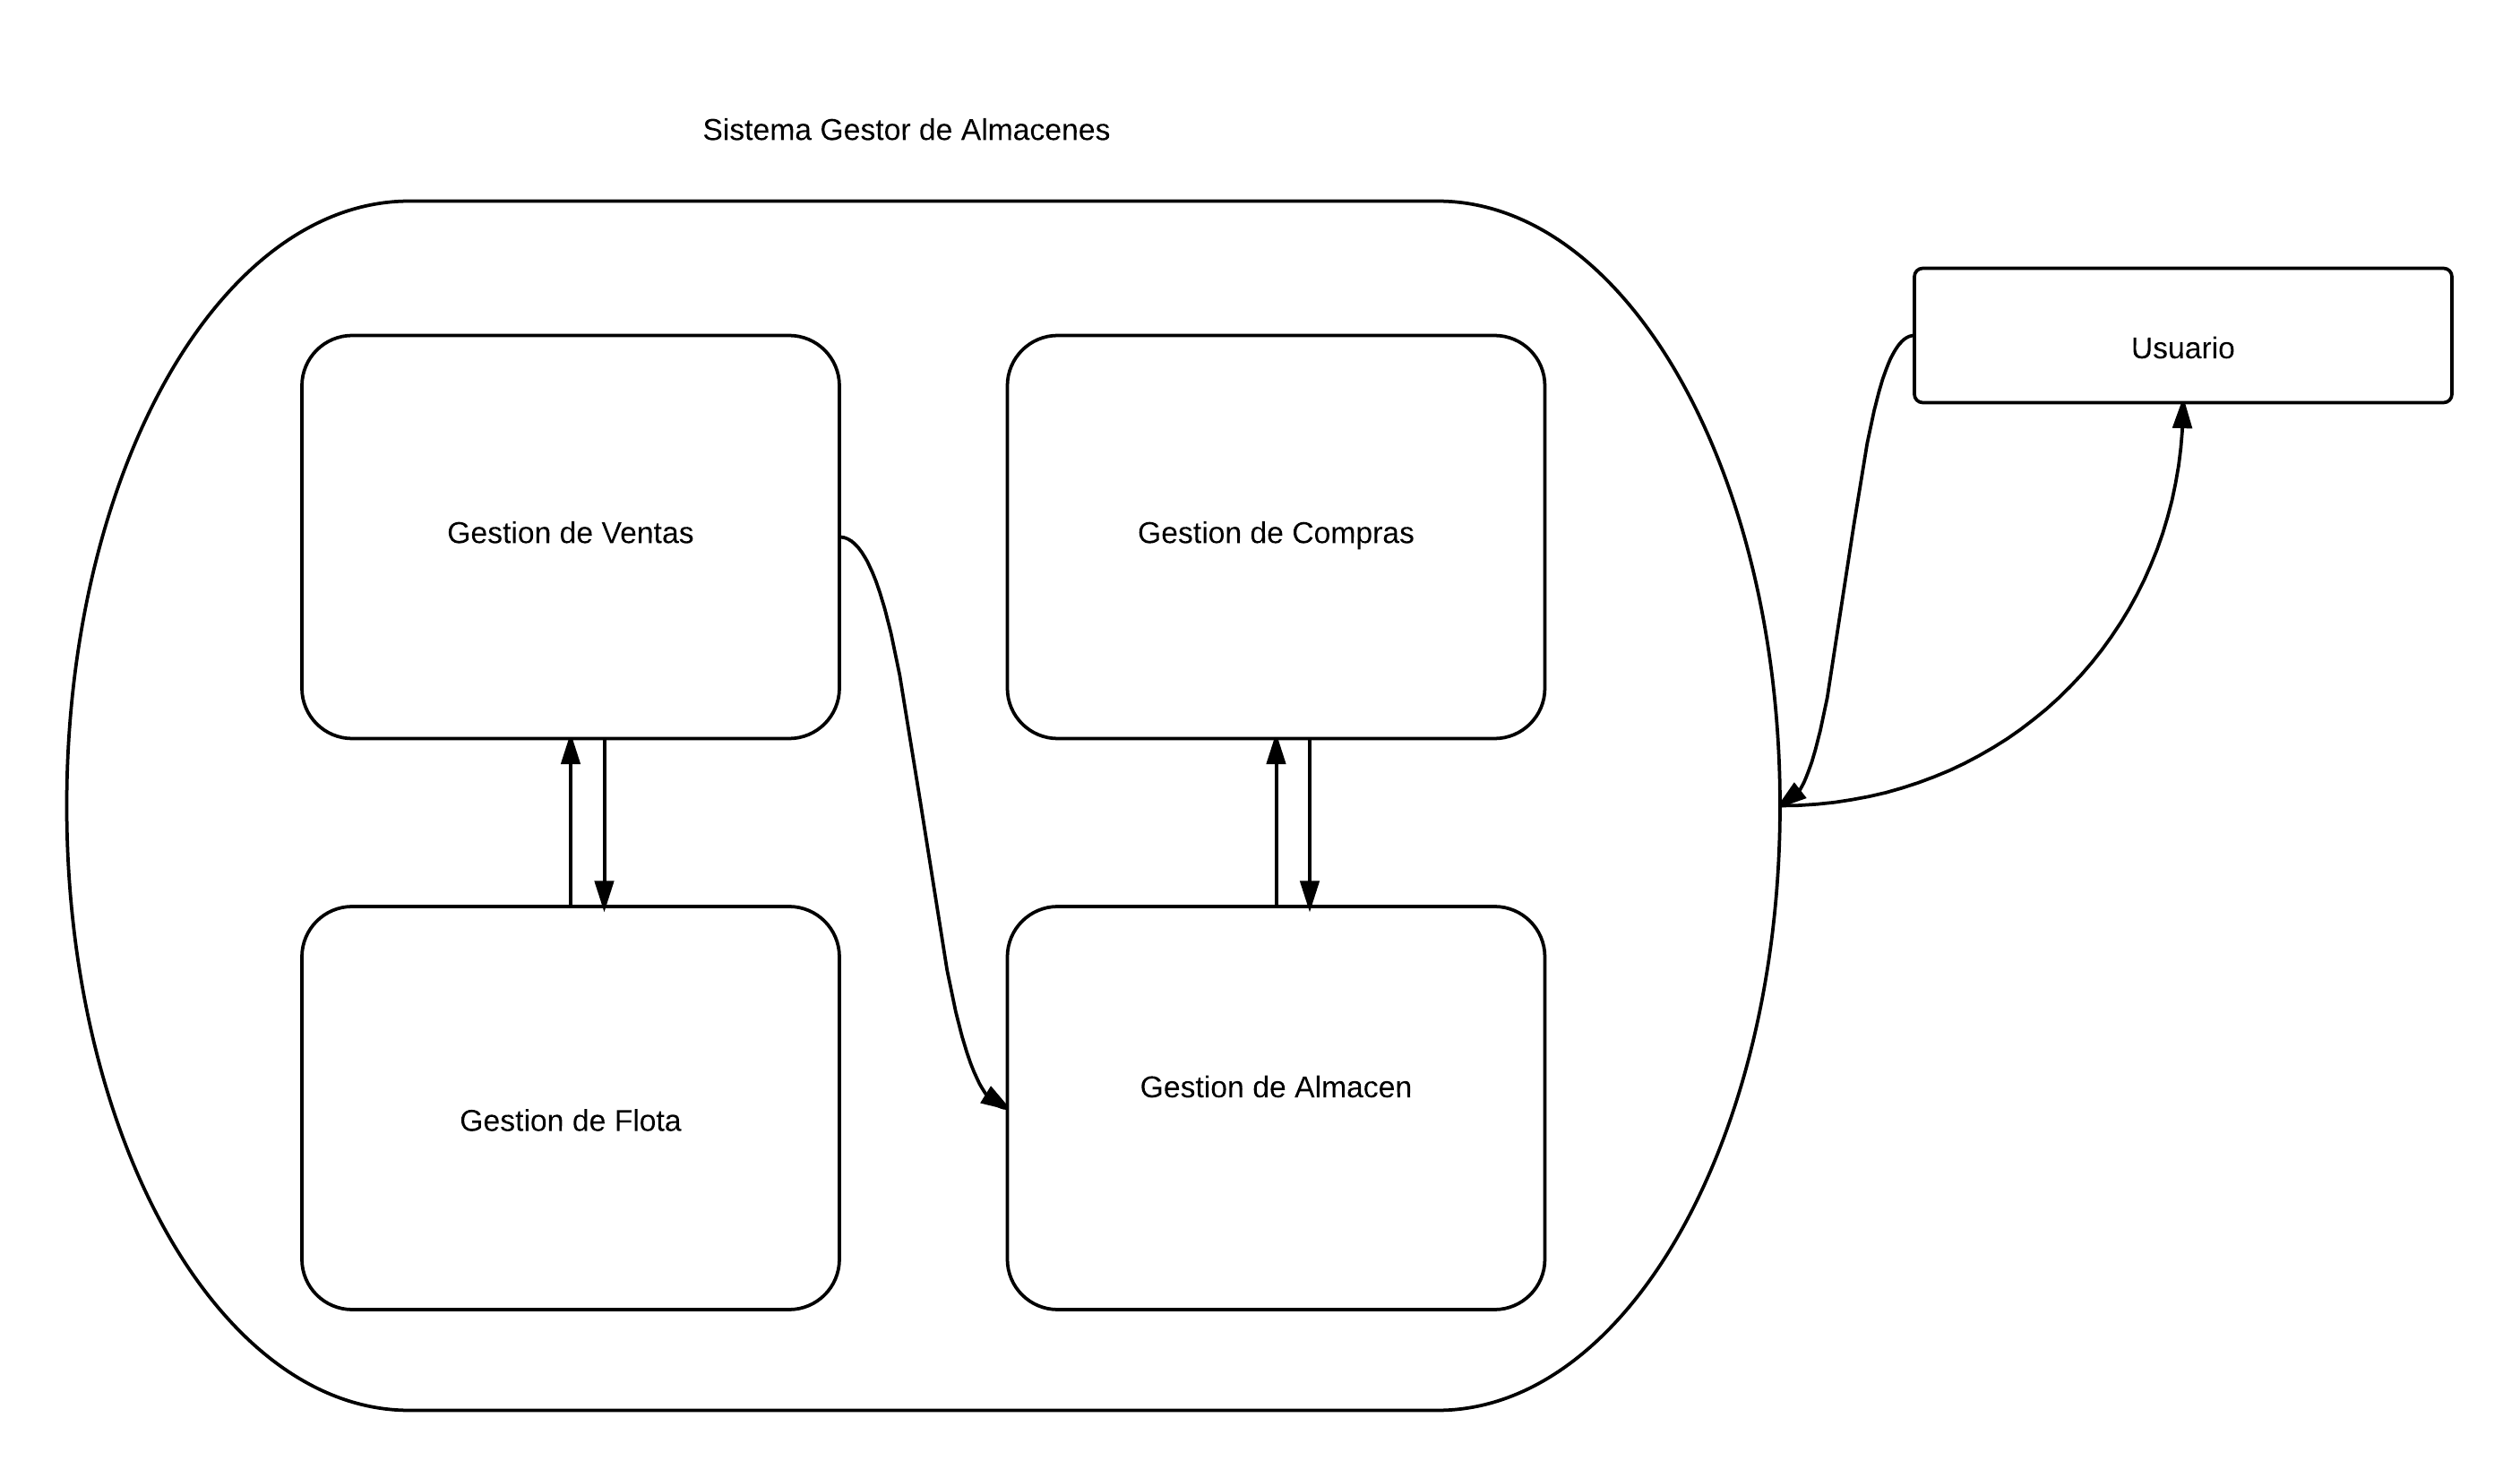 Sistema Gestor de Almacenes
Usuario
Gestion de Ventas
Gestion de Compras
Gestion de Flota
Gestion de Almacen